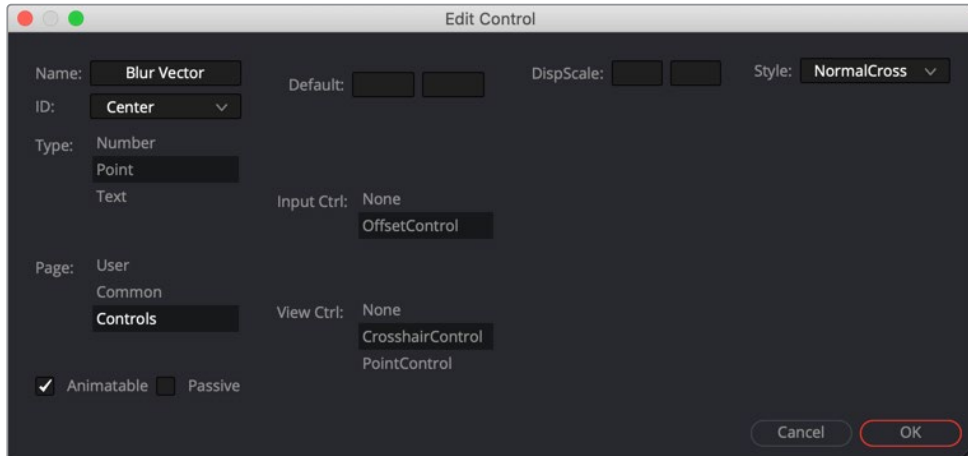 Edit Control
Name: Blur Vector
ID: Center
Type: Number
Point
Text
Page: User
Common
Controls
Animatable Passive
Default:
Input Ctrl: None
OffsetControl
View Ctrl: None
CrosshairControl
PointControl
DispScale:
Style: NormalCross
Cancel OK